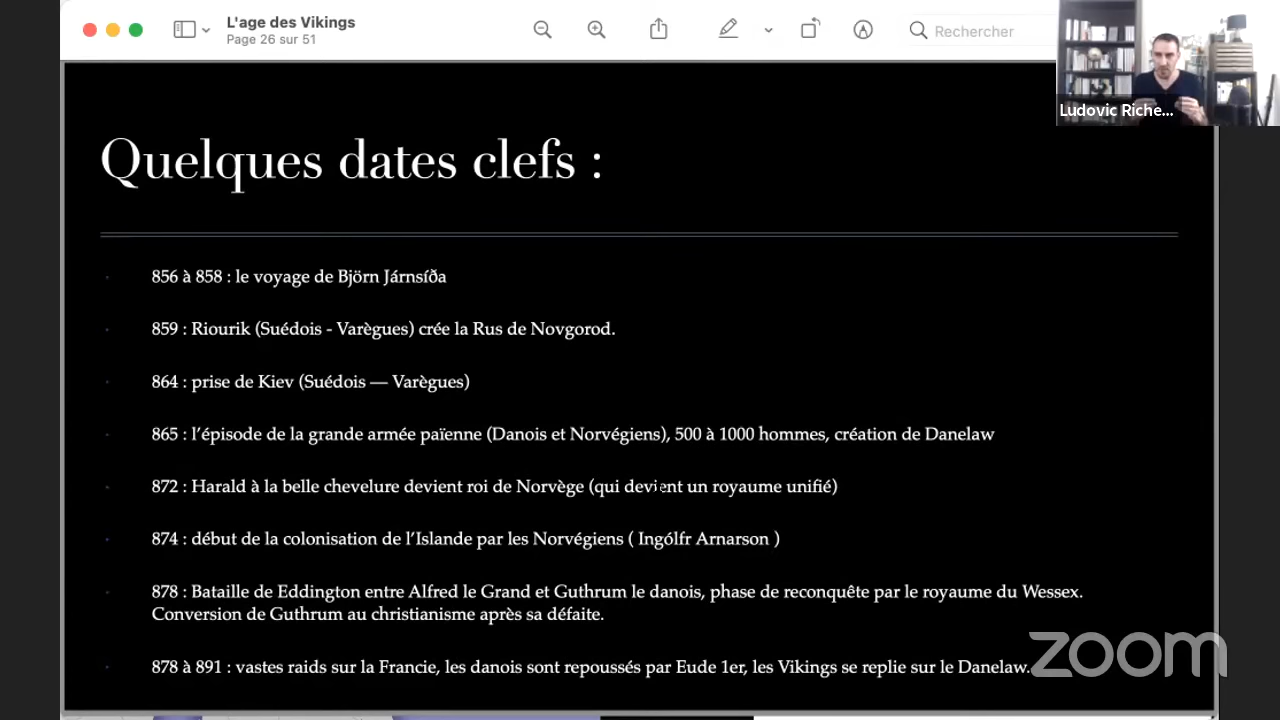 L'age des Vikings
Page 26 sur 51
Rechercher
Ludovic Riche...
Quelques dates clefs :
856 à 858 : le voyage de Björn Járnsíða
859 : Riourik (Suédois - Varègues) crée la Rus de Novgorod.
864 : prise de Kiev (Suédois — Varègues)
865 : l’épisode de la grande armée païenne (Danois et Norvégiens), 500 à 1000 hommes, création de Danelaw
872 : Harald à la belle chevelure devient roi de Norvège (qui devient un royaume unifié)
874 : début de la colonisation de l’Islande par les Norvégiens ( Ingólfr Arnarson )
878 : Bataille de Eddington entre Alfred le Grand et Guthrum le danois, phase de reconquête par le royaume du Wessex.
Conversion de Guthrum au christianisme après sa défaite.
878 à 891 : vastes raids sur la Francie, les danois sont repoussés par Eude 1er, les Vikings se replie sur le Danelaw.
zoom